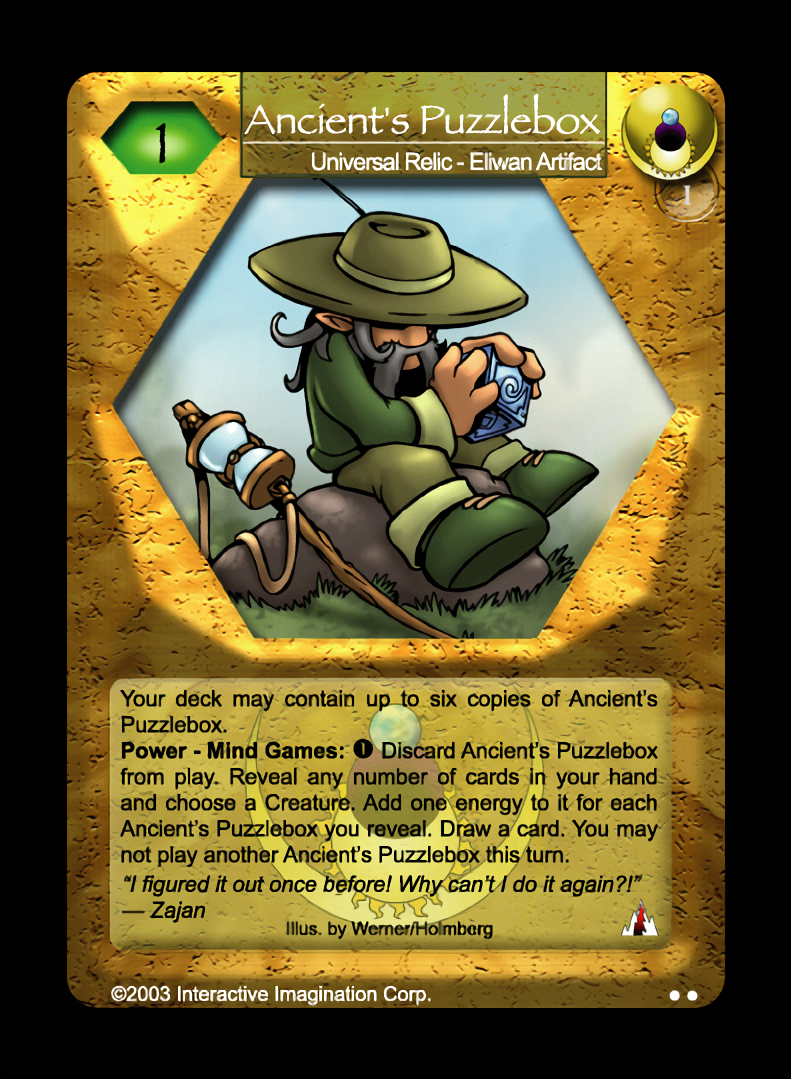 1
Ancient's Puzzlebox
Universal Relic - Eliwan Artifact
1
Your deck may contain up to six copies of Ancient's
Puzzlebox.
Power - Mind Games: ❶ Discard Ancient's Puzzlebox
from play. Reveal any number of cards in your hand
and choose a Creature. Add one energy to it for each
Ancient's Puzzlebox you reveal. Draw a card. You may
not play another Ancient's Puzzlebox this turn.
“I figured it out once before! Why can't I do it again?!”
— Zajan
Illus. by Werner/Holmberg
©2003 Interactive Imagination Corp.